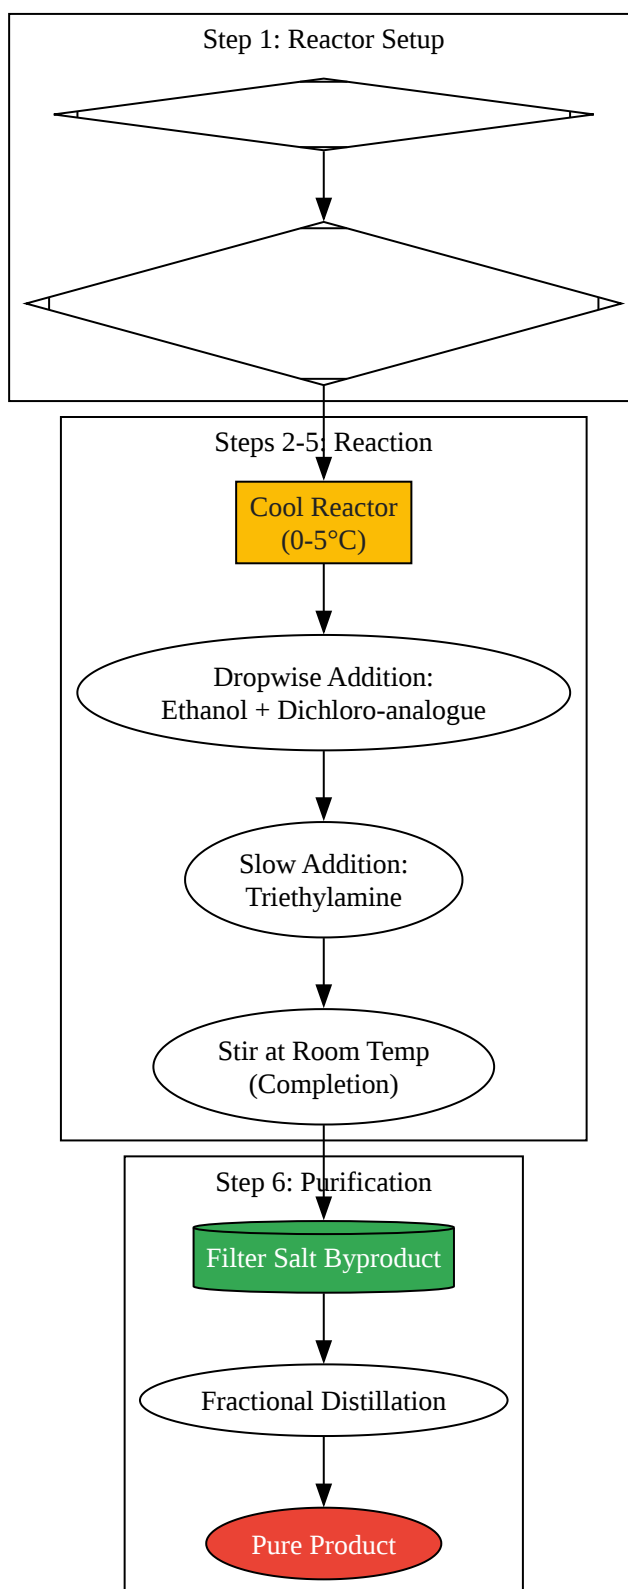 Step 1: Reactor Setup
Steps 2-5: Reaction
Cool Reactor
(0-5°C)
Dropwise Addition:
Ethanol + Dichloro-analogue
Slow Addition:
Triethylamine
Stir at Room Temp
(Completion)
Step 6: Purification
Filter Salt Byproduct
Fractional Distillation
Pure Product